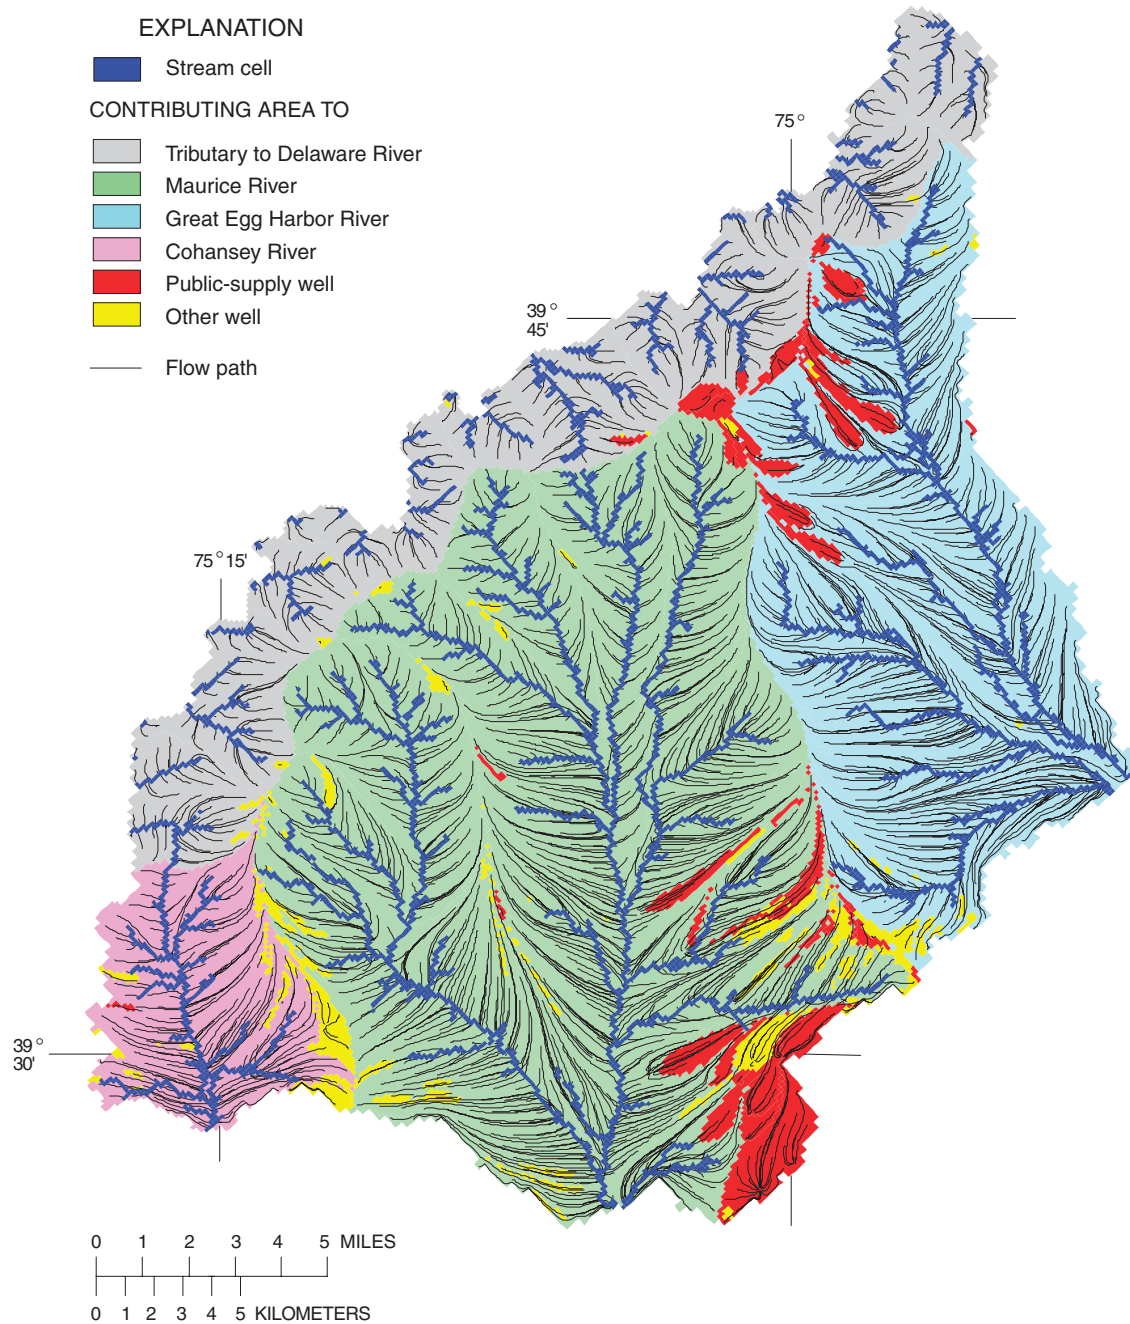 EXPLANATION
Stream cell
CONTRIBUTING AREA TO
Tributary to Delaware River
Maurice River
Great Egg Harbor River
Cohansey River
Public-supply well
Other well
Flow path
75°
39°
45'
75° 15'
39°
30'
0 1 2 3 4 5 MILES
0 1 2 3 4 5 KILOMETERS